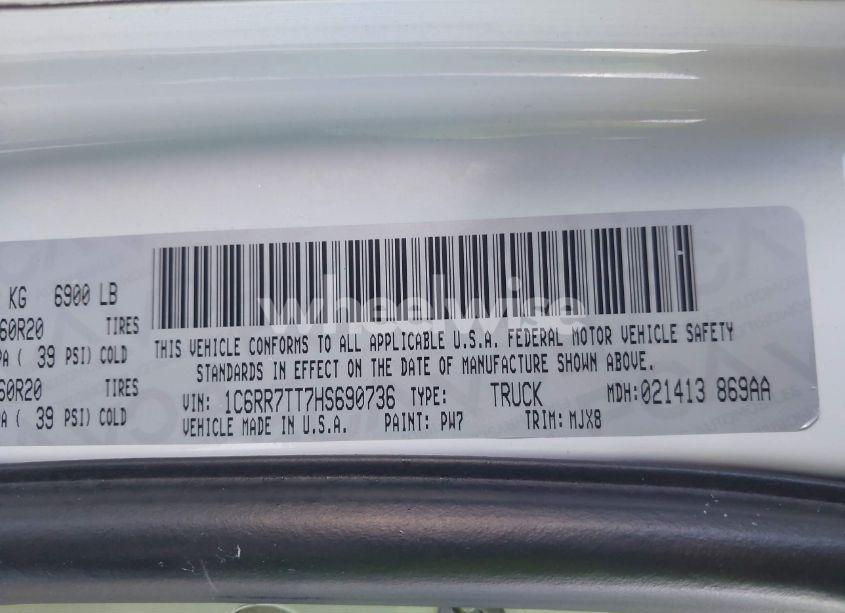 KG 6900 LB
60R20 TIRES
PA ( 39 PSI) COLD
60R20 TIRES
PA ( 39 PSI) COLD
wheelwise
THIS VEHICLE CONFORMS TO ALL APPLICABLE U.S.A. FEDERAL MOTOR VEHICLE SAFETY
STANDARDS IN EFFECT ON THE DATE OF MANUFACTURE SHOWN ABOVE.
VIN: 1C6RR7TT7HS690736 TYPE: TRUCK MDH: 021413 869AA
VEHICLE MADE IN U.S.A. PAINT: PW7 TRIM: MJX8